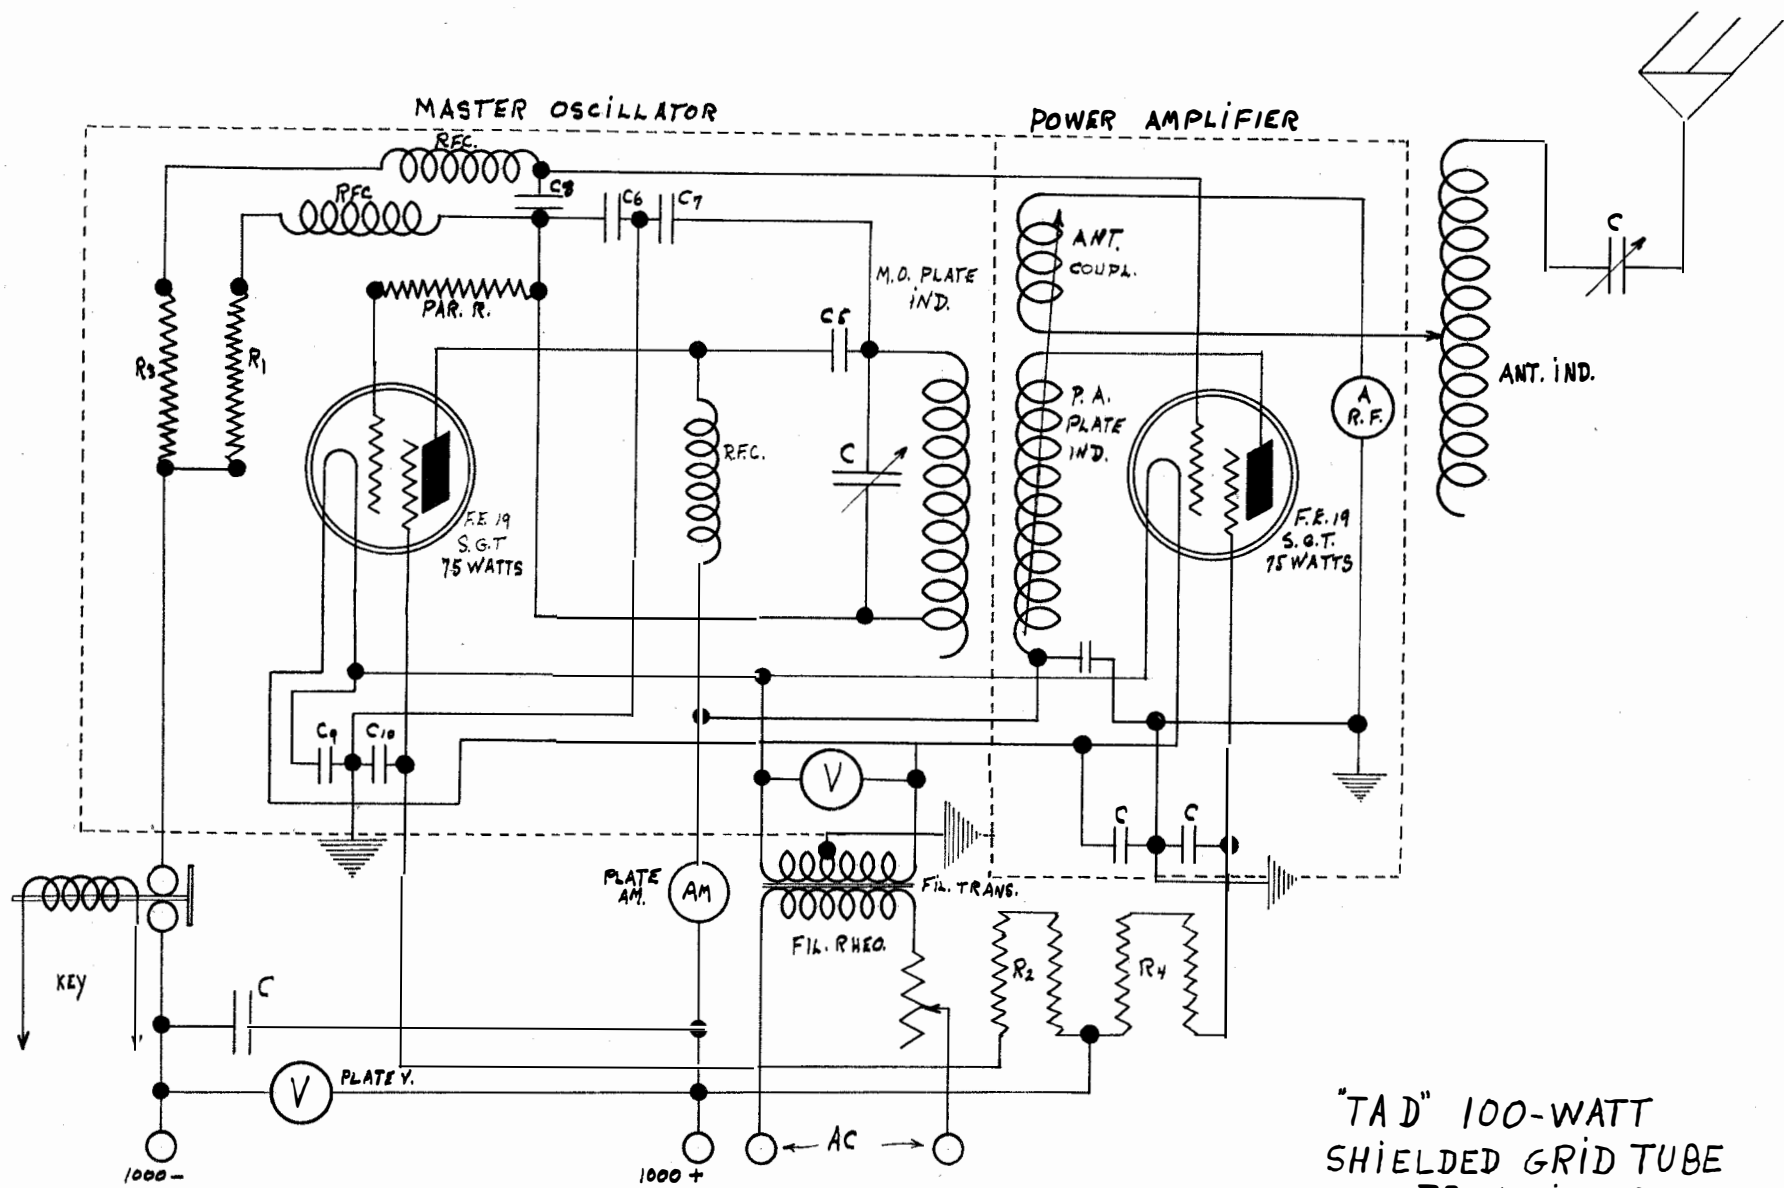 MASTER OSCILLATOR
POWER AMPLIFIER
RFC.
RFC
C8
C6
C7
C
ANT.
COUPL.
M.O. PLATE
IND.
PAR. R.
C5
R3
R1
ANT. IND.
A
R.F.
P. A.
PLATE
IND.
R.F.C.
C
F.E. 19
S.G.T
75 WATTS
F.E. 19
S.G.T.
75 WATTS
C9
C10
V
C
C
PLATE
AM.
AM
FIL. TRANS.
FIL. RHEO.
KEY
C
R2
R4
PLATE V.
V
"TAD" 100-WATT
SHIELDED GRID TUBE
AC
1000 -
1000 +